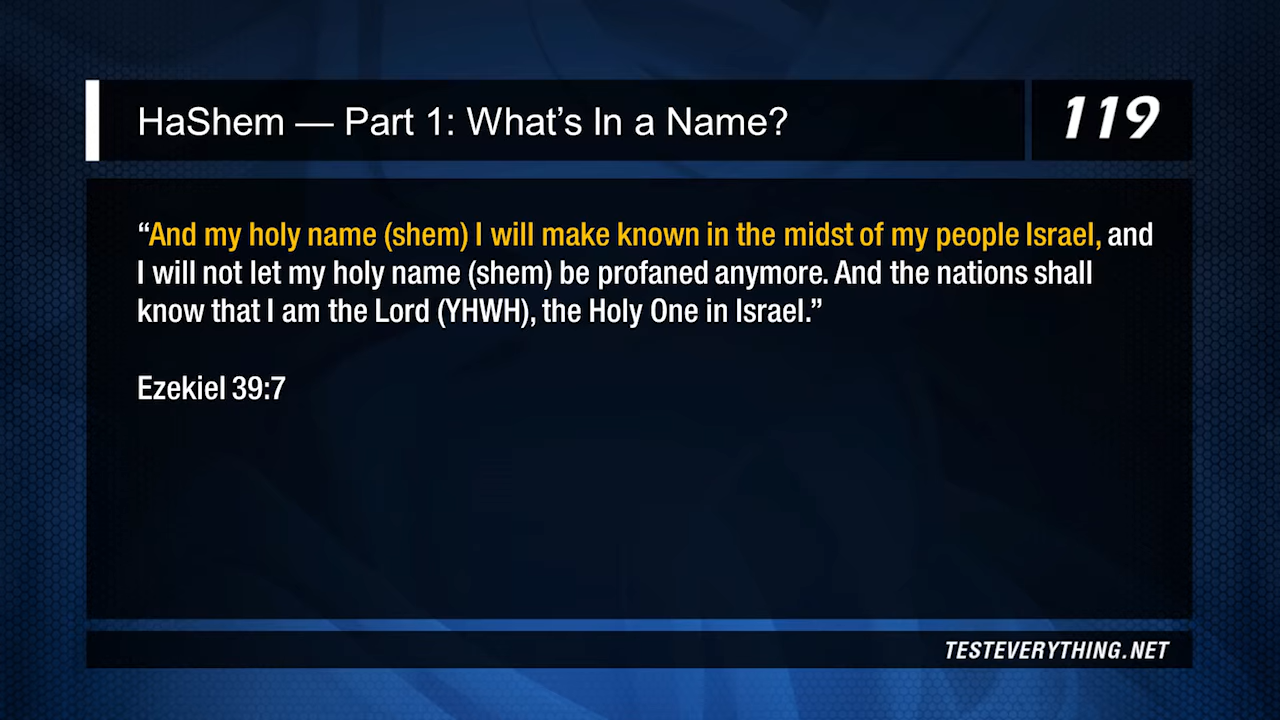 HaShem — Part 1: What’s In a Name?
119
“And my holy name (shem) I will make known in the midst of my people Israel, and
I will not let my holy name (shem) be profaned anymore. And the nations shall
know that I am the Lord (YHWH), the Holy One in Israel.”
Ezekiel 39:7
TESTEVERYTHING.NET